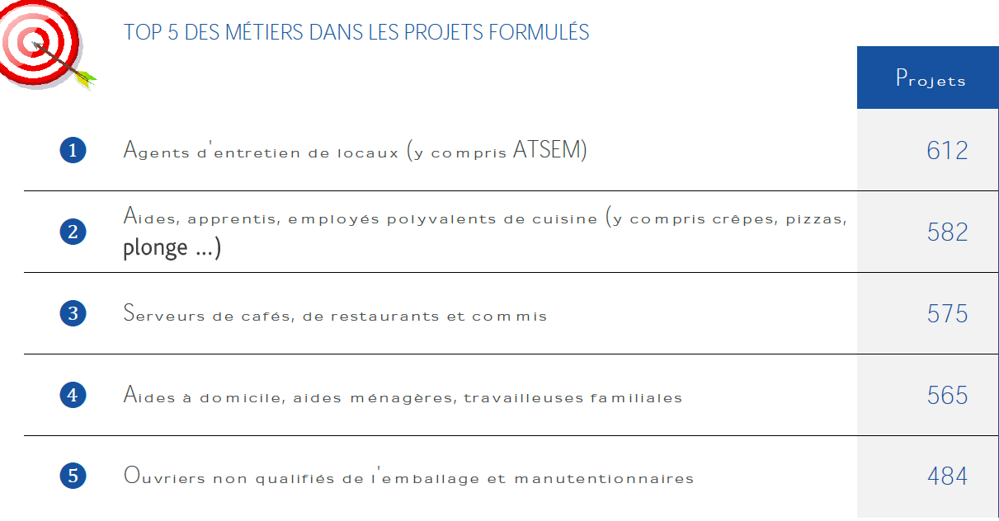 TOP 5 DES MÉTIERS DANS LES PROJETS FORMULÉS
Projets
1 Agents d'entretien de locaux (y compris ATSEM) 612
2 Aides, apprentis, employés polyvalents de cuisine (y compris crêpes, pizzas,
plonge ...) 582
3 Serveurs de cafés, de restaurants et commis 575
4 Aides à domicile, aides ménagères, travailleuses familiales 565
5 Ouvriers non qualifiés de l'emballage et manutentionnaires 484